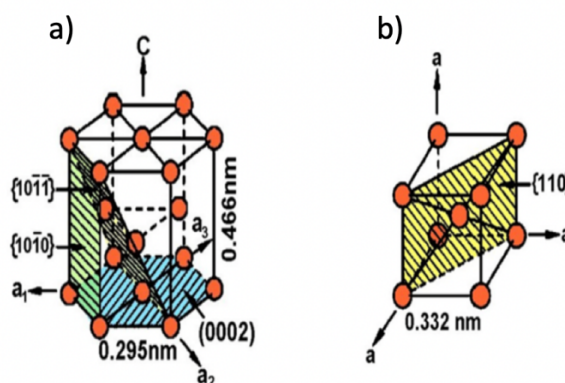 a)
C
{101̄1̄}
{101̄0}
a₁
a₃
0.466nm
(0002)
0.295nm
a₂
b)
a
{110
a
0.332 nm
a